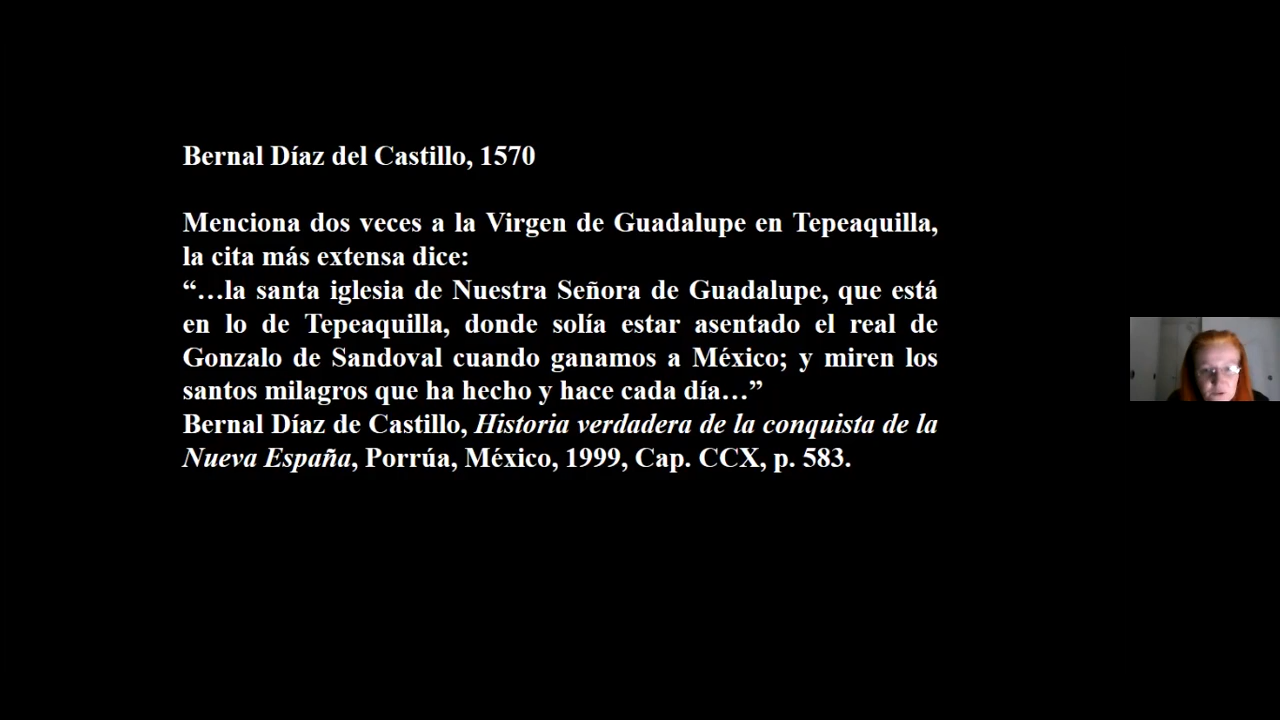 Bernal Díaz del Castillo, 1570
Menciona dos veces a la Virgen de Guadalupe en Tepeaquilla,
la cita más extensa dice:
“…la santa iglesia de Nuestra Señora de Guadalupe, que está
en lo de Tepeaquilla, donde solía estar asentado el real de
Gonzalo de Sandoval cuando ganamos a México; y miren los
santos milagros que ha hecho y hace cada día…”
Bernal Díaz de Castillo, Historia verdadera de la conquista de la
Nueva España, Porrúa, México, 1999, Cap. CCX, p. 583.